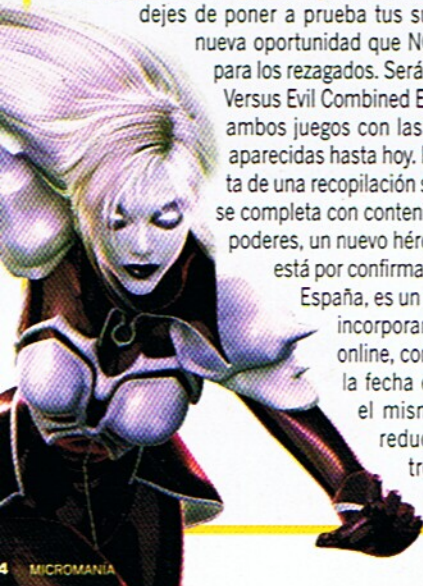 dejes de poner a prueba tus su
nueva oportunidad que N
para los rezagados. Será
Versus Evil Combined E
ambos juegos con las
aparecidas hasta hoy.
ta de una recopilación s
se completa con conten
poderes, un nuevo héro
está por confirma
España, es un
incorporar
online, con
la fecha
el mism
reduc
tr
4 MICROMANÍA